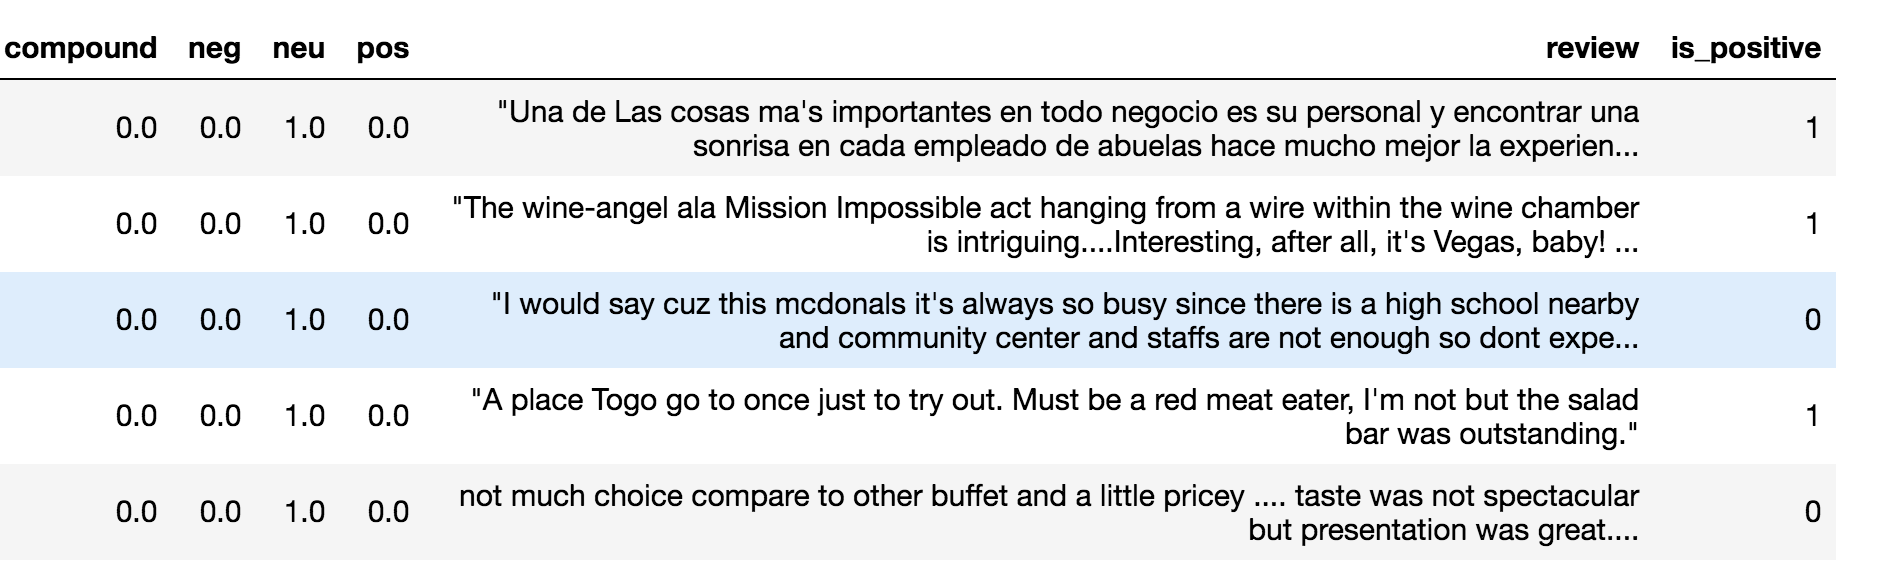 compound neg neu pos review is_positive
0.0 0.0 1.0 0.0 "Una de Las cosas ma's importantes en todo negocio es su personal y encontrar una 1
sonrisa en cada empleado de abuelas hace mucho mejor la experien...
0.0 0.0 1.0 0.0 "The wine-angel ala Mission Impossible act hanging from a wire within the wine chamber 1
is intriguing....Interesting, after all, it's Vegas, baby! ...
0.0 0.0 1.0 0.0 "I would say cuz this mcdonals it's always so busy since there is a high school nearby 0
and community center and staffs are not enough so dont expe...
0.0 0.0 1.0 0.0 "A place Togo go to once just to try out. Must be a red meat eater, I'm not but the salad 1
bar was outstanding."
0.0 0.0 1.0 0.0 not much choice compare to other buffet and a little pricey .... taste was not spectacular 0
but presentation was great....